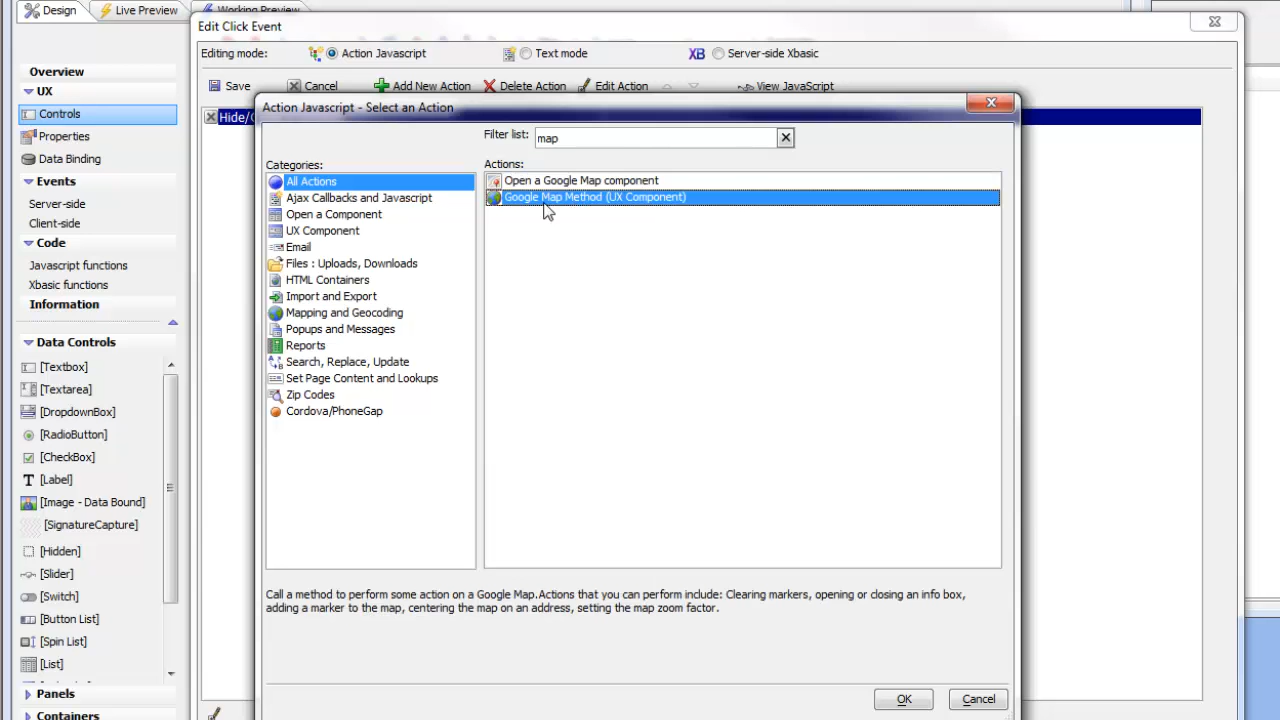 Design
Live Preview
Working Preview
Edit Click Event
Editing mode:
Action Javascript
Text mode
XB Server-side Xbasic
Save
Cancel
Add New Action
Delete Action
Edit Action
View JavaScript
Overview
UX
Controls
Properties
Data Binding
Events
Server-side
Client-side
Code
Javascript functions
Xbasic functions
Information
Data Controls
[Textbox]
[Textarea]
[DropdownBox]
[RadioButton]
[CheckBox]
T [Label]
[Image - Data Bound]
[SignatureCapture]
[Hidden]
[Slider]
[Switch]
[Button List]
[Spin List]
[List]
Panels
Containers
Hide/
Action Javascript - Select an Action
Filter list: map
Categories:
All Actions
Ajax Callbacks and Javascript
Open a Component
UX Component
Email
Files : Uploads, Downloads
HTML Containers
Import and Export
Mapping and Geocoding
Popups and Messages
Reports
Search, Replace, Update
Set Page Content and Lookups
Zip Codes
Cordova/PhoneGap
Actions:
Open a Google Map component
Google Map Method (UX Component)
Call a method to perform some action on a Google Map.Actions that you can perform include: Clearing markers, opening or closing an info box,
adding a marker to the map, centering the map on an address, setting the map zoom factor.
OK
Cancel